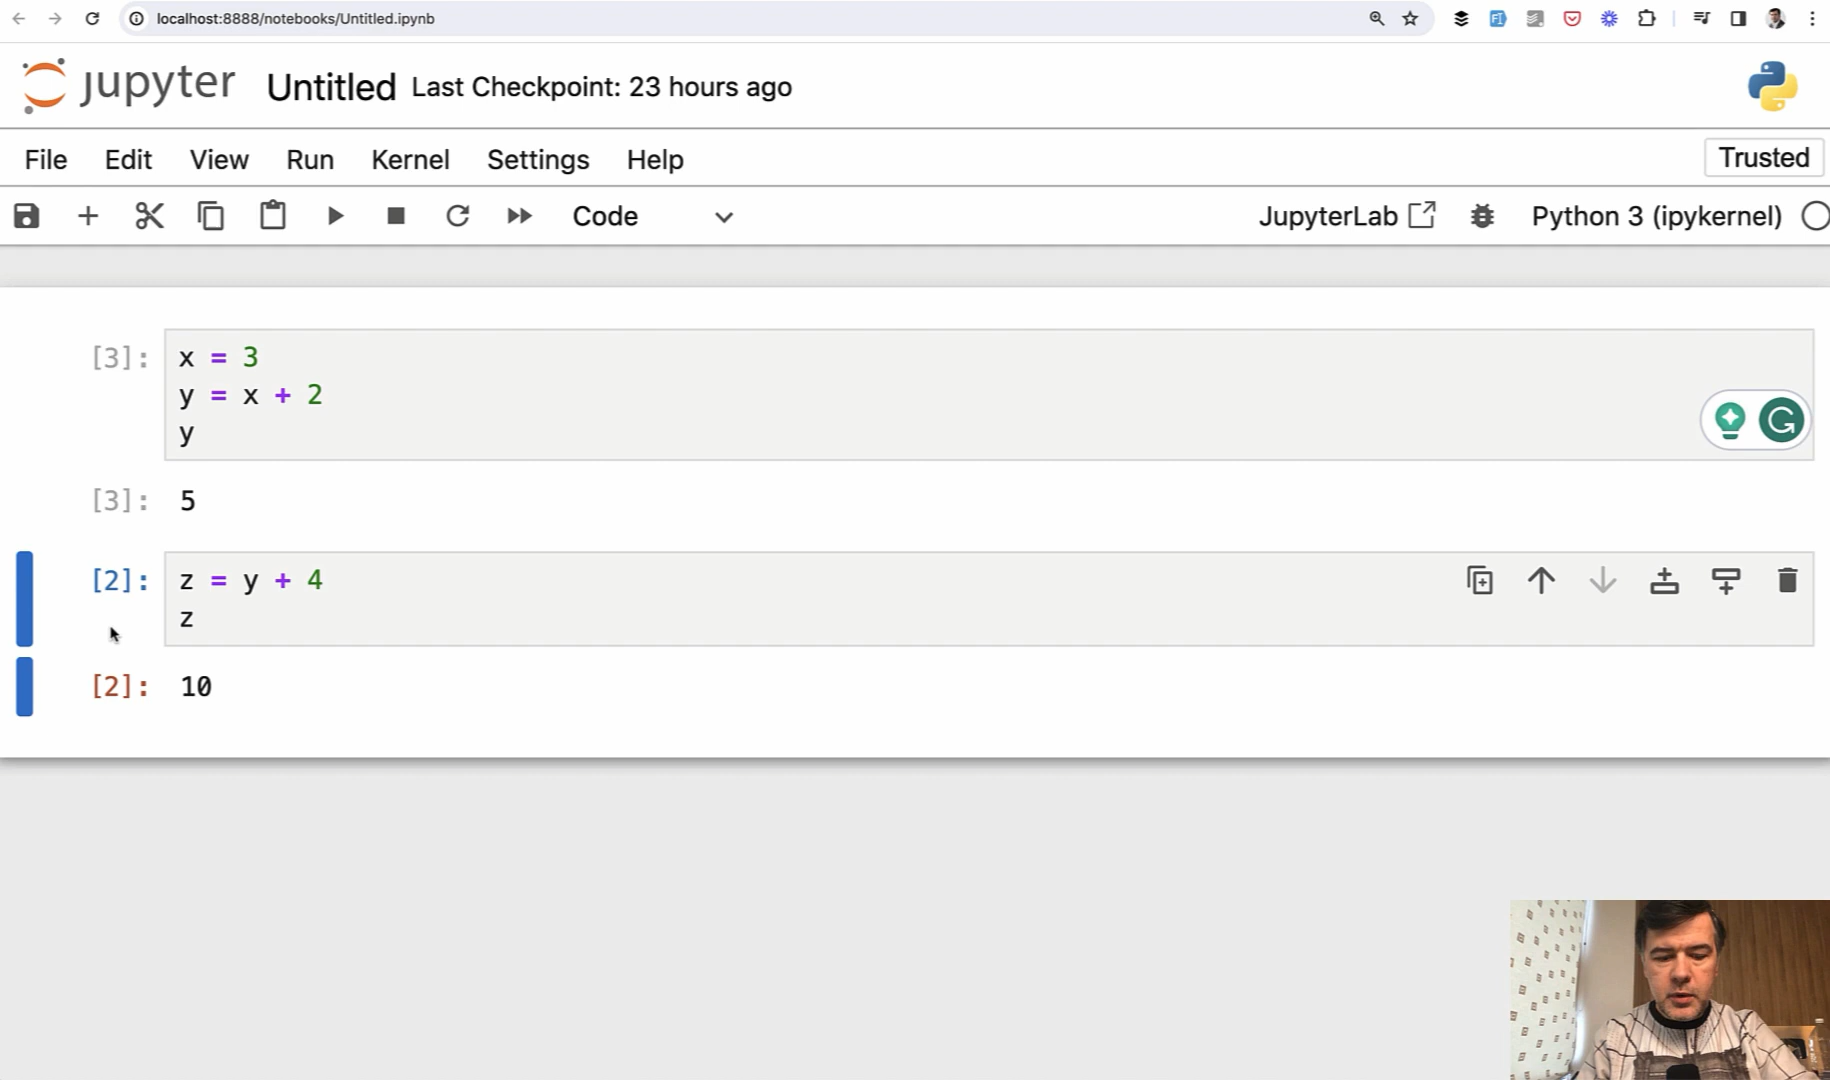 localhost:8888/notebooks/Untitled.ipynb
jupyter Untitled Last Checkpoint: 23 hours ago
File Edit View Run Kernel Settings Help Trusted
Code JupyterLab Python 3 (ipykernel)
[3]: x = 3
y = x + 2
y
[3]: 5
[2]: z = y + 4
z
[2]: 10